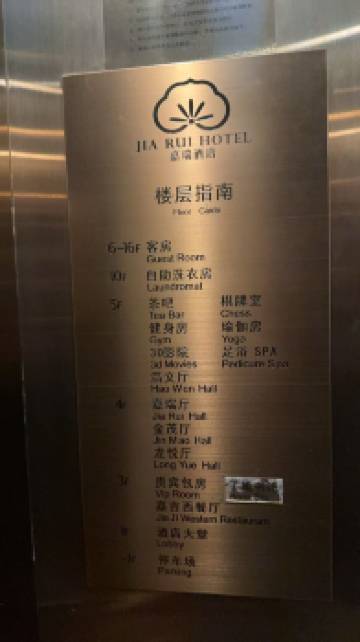 JIA RUI HOTEL
嘉瑞酒店
楼层指南
Floor Guide
6-16F 客房
Guest Room
10F 自助洗衣房
Laundromat
5F 茶吧 棋牌室
Tea Bar Chess
健身房 瑜伽房
Gym Yoga
3D影院 足浴 SPA
3d Movies Pedicure Spa
浩文厅
Hao Wen Hall
4F 嘉瑞厅
Jia Rui Hall
金茂厅
Jin Mao Hall
龙悦厅
Long Yue Hall
3F 贵宾包房
Vip Room
嘉吉西餐厅
Jia Ji Western Restaurant
酒店大堂
Lobby
-1F 停车场
Parking